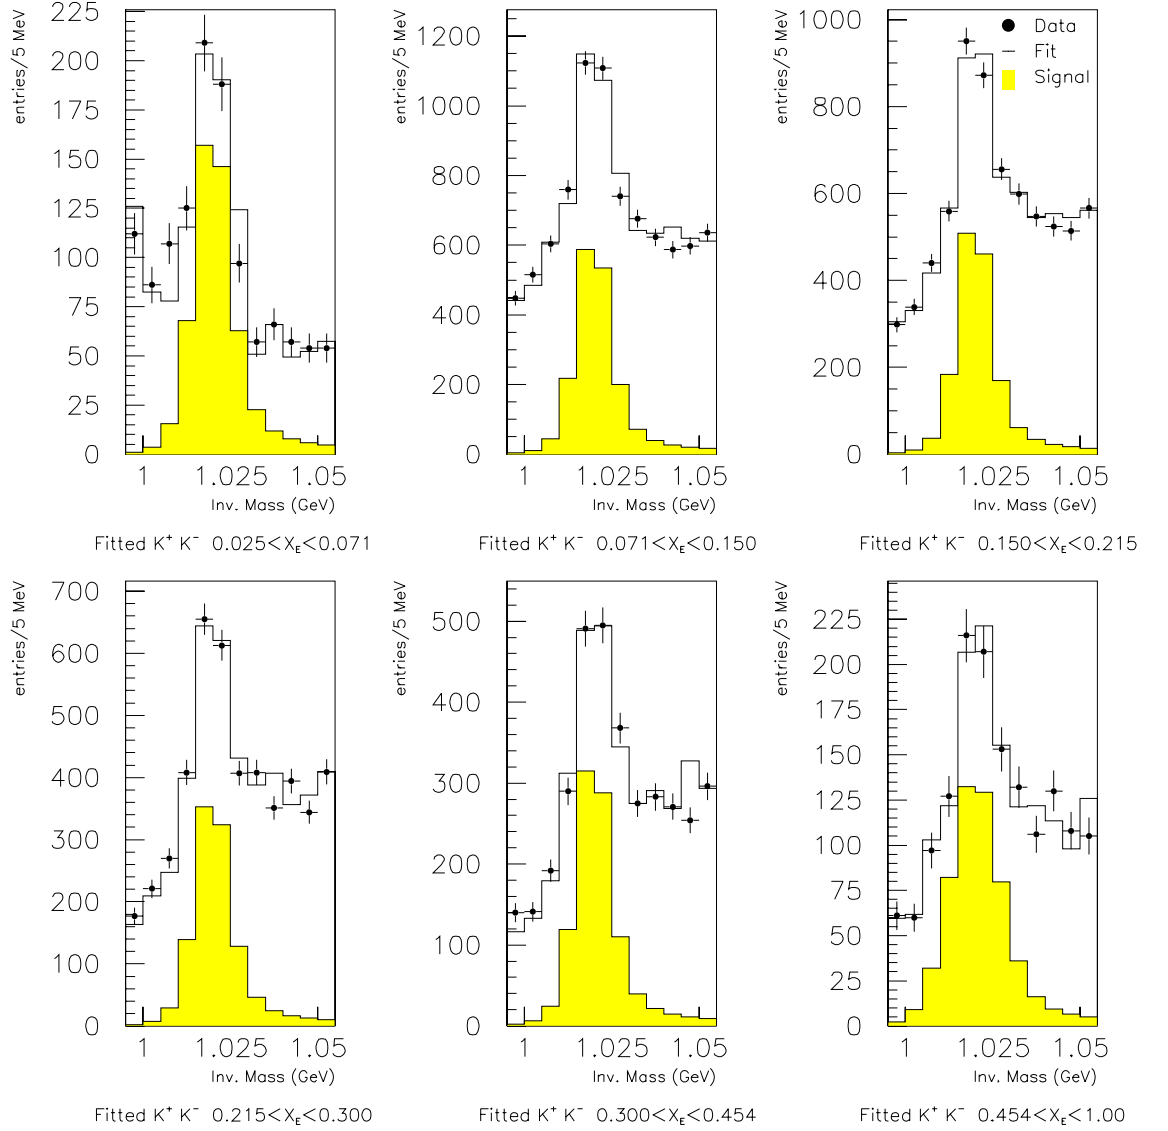 entries/5 MeV
225
200
175
150
125
100
75
50
25
0
1 1.025 1.05
Inv. Mass (GeV)
Fitted K⁺ K⁻ 0.025<X_E<0.071
entries/5 MeV
1200
1000
800
600
400
200
0
1 1.025 1.05
Inv. Mass (GeV)
Fitted K⁺ K⁻ 0.071<X_E<0.150
entries/5 MeV
1000
800
600
400
200
0
Data
Fit
Signal
1 1.025 1.05
Inv. Mass (GeV)
Fitted K⁺ K⁻ 0.150<X_E<0.215
entries/5 MeV
700
600
500
400
300
200
100
0
1 1.025 1.05
Inv. Mass (GeV)
Fitted K⁺ K⁻ 0.215<X_E<0.300
entries/5 MeV
500
400
300
200
100
0
1 1.025 1.05
Inv. Mass (GeV)
Fitted K⁺ K⁻ 0.300<X_E<0.454
entries/5 MeV
225
200
175
150
125
100
75
50
25
0
1 1.025 1.05
Inv. Mass (GeV)
Fitted K⁺ K⁻ 0.454<X_E<1.00